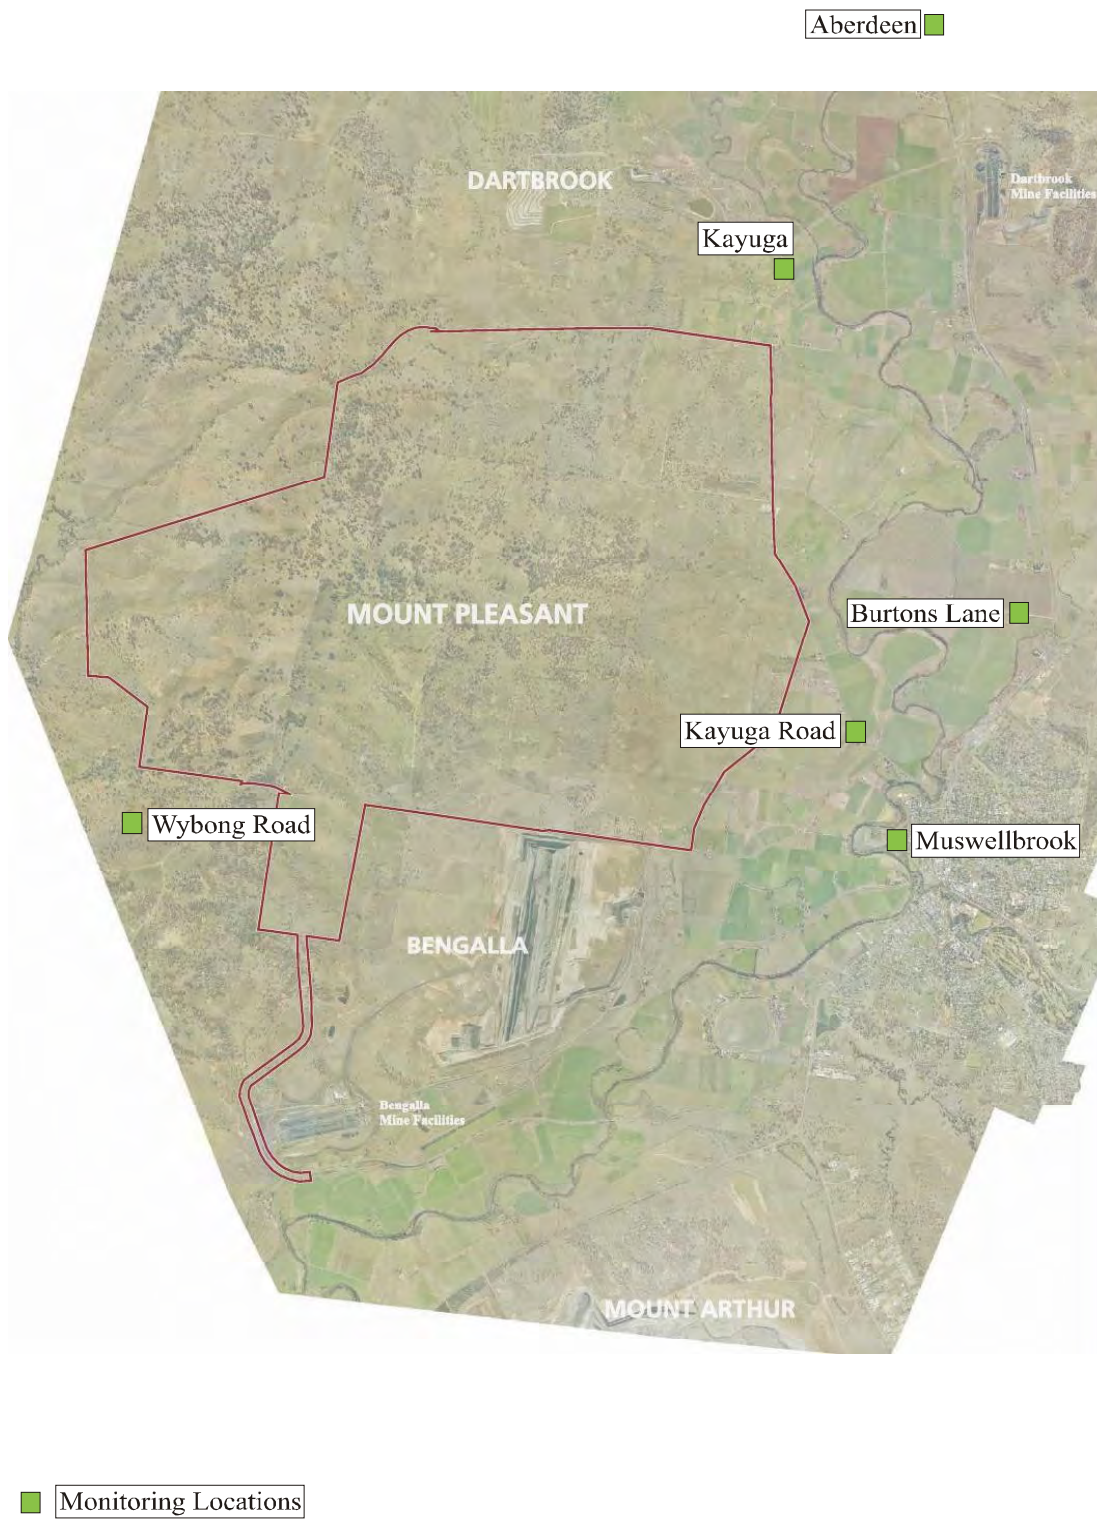 Aberdeen
DARTBROOK
Dartbrook
Mine Facilities
Kayuga
MOUNT PLEASANT
Burtons Lane
Kayuga Road
Wybong Road
Muswellbrook
BENGALLA
Bengalla
Mine Facilities
MOUNT ARTHUR
Monitoring Locations